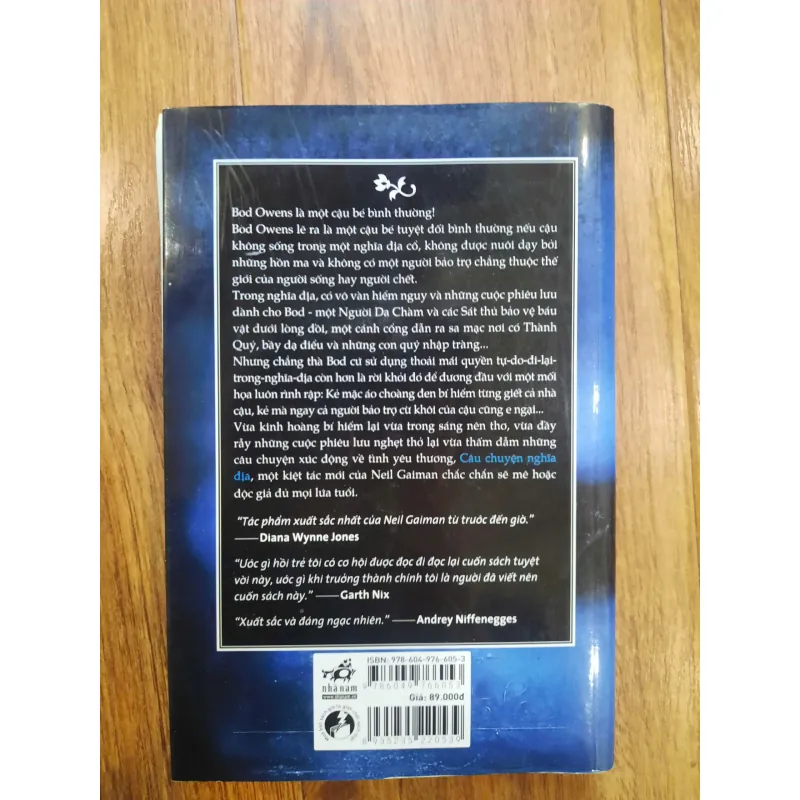 Bod Owens là một cậu bé bình thường!
Bod Owens lẽ ra là một cậu bé tuyệt đối bình thường nếu cậu
không sống trong một nghĩa địa cổ, không được nuôi dạy bởi
những hồn ma và không có một người bảo trợ chẳng thuộc thế
giới của người sống hay người chết.
Trong nghĩa địa, có vô vàn hiểm nguy và những cuộc phiêu lưu
dành cho Bod - một Người Da Chàm và các Sát thủ bảo vệ báu
vật dưới lòng đồi, một cánh cổng dẫn ra sa mạc nơi có Thành
Quỷ, bầy dạ điểu và những con quỷ nhập tràng...
Nhưng chẳng thà Bod cứ sử dụng thoải mái quyền tự-do-đi-lại-
trong-nghĩa-địa còn hơn là rời khỏi đó để đương đầu với một mối
họa luôn rình rập: Kẻ mặc áo choàng đen bí hiểm từng giết cả nhà
cậu, kẻ mà ngay cả người bảo trợ cừ khôi của cậu cũng e ngại...
Vừa kinh hoàng bí hiểm lại vừa trong sáng nên thơ, vừa đầy
rẫy những cuộc phiêu lưu nghẹt thở lại vừa thấm đẫm những
câu chuyện xúc động về tình yêu thương, Câu chuyện nghĩa
địa, một kiệt tác mới của Neil Gaiman chắc chắn sẽ mê hoặc
độc giả đủ mọi lứa tuổi.
"Tác phẩm xuất sắc nhất của Neil Gaiman từ trước đến giờ."
—Diana Wynne Jones
"Ước gì hồi trẻ tôi có cơ hội được đọc đi đọc lại cuốn sách tuyệt
vời này, ước gì khi trưởng thành chính tôi là người đã viết nên
cuốn sách này." —Garth Nix
"Xuất sắc và đáng ngạc nhiên." —Andrey Niffenegges
ISBN: 978-604-976-605-3
9 786049 766053
nhã nam
Giá: 89.000đ
8 935235 220539